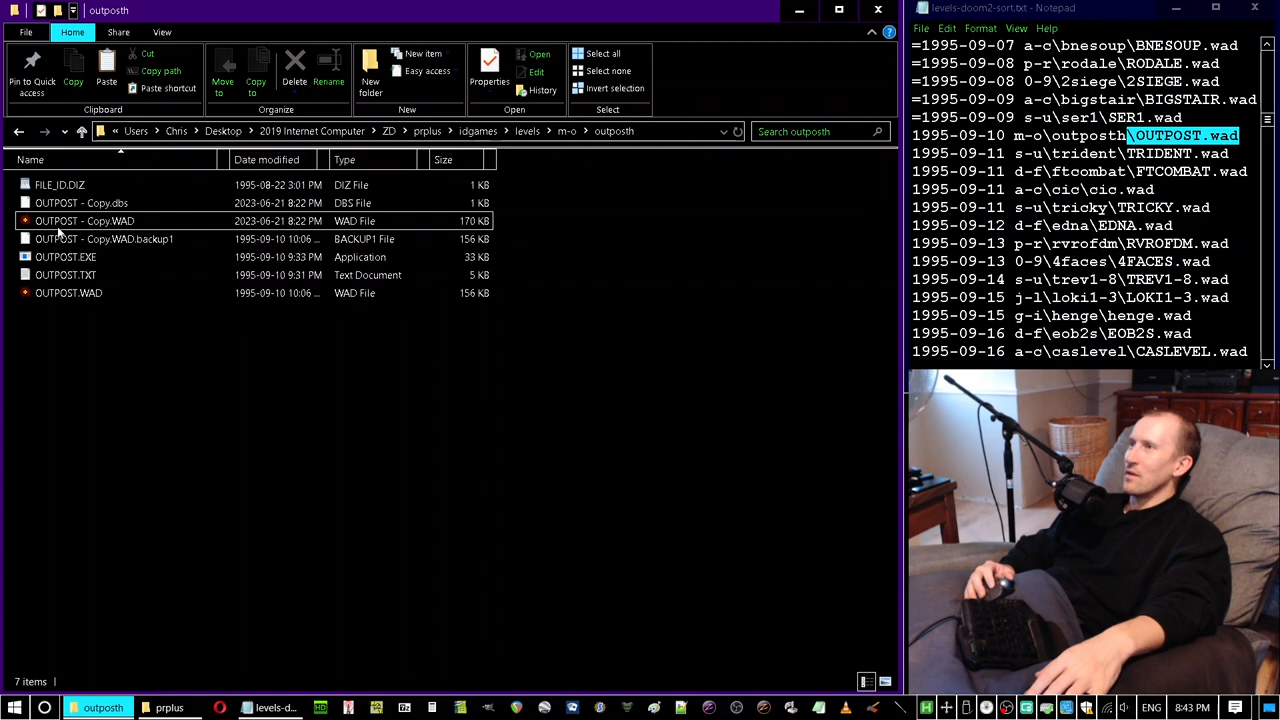 outposth
File
Home
Share
View
Pin to Quick access
Copy
Paste
Cut
Copy path
Paste shortcut
Clipboard
Move to
Copy to
Delete
Rename
Organize
New folder
New item
Easy access
New
Properties
Open
Edit
History
Open
Select all
Select none
Invert selection
Select
Users
Chris
Desktop
2019 Internet Computer
ZD
prplus
idgames
levels
m-o
outposth
Search outposth
Name Date modified Type Size
FILE_ID.DIZ 1995-08-22 3:01 PM DIZ File 1 KB
OUTPOST - Copy.dbs 2023-06-21 8:22 PM DBS File 1 KB
OUTPOST - Copy.WAD 2023-06-21 8:22 PM WAD File 170 KB
OUTPOST - Copy.WAD.backup1 1995-09-10 10:06 ... BACKUP1 File 156 KB
OUTPOST.EXE 1995-09-10 9:33 PM Application 33 KB
OUTPOST.TXT 1995-09-10 9:31 PM Text Document 5 KB
OUTPOST.WAD 1995-09-10 10:06 ... WAD File 156 KB
7 items
levels-doom2-sort.txt - Notepad
File Edit Format View Help
=1995-09-07 a-c\bnesoup\BNESOUP.wad
=1995-09-08 p-r\rodale\RODALE.wad
=1995-09-08 0-9\2siege\2SIEGE.wad
=1995-09-09 a-c\bigstair\BIGSTAIR.wad
=1995-09-09 s-u\ser1\SER1.wad
1995-09-10 m-o\outposth\OUTPOST.wad
1995-09-11 s-u\trident\TRIDENT.wad
1995-09-11 d-f\ftcombat\FTCOMBAT.wad
1995-09-11 a-c\cic\cic.wad
1995-09-11 s-u\tricky\TRICKY.wad
1995-09-12 d-f\edna\EDNA.wad
1995-09-13 p-r\rvrofdm\RVROFDM.wad
1995-09-13 0-9\4faces\4FACES.wad
1995-09-14 s-u\trev1-8\TREV1-8.wad
1995-09-15 j-l\loki1-3\LOKI1-3.wad
1995-09-15 g-i\henge\henge.wad
1995-09-16 d-f\eob2s\EOB2S.wad
1995-09-16 a-c\caslevel\CASLEVEL.wad
outposth
prplus
levels-d...
ENG
8:43 PM